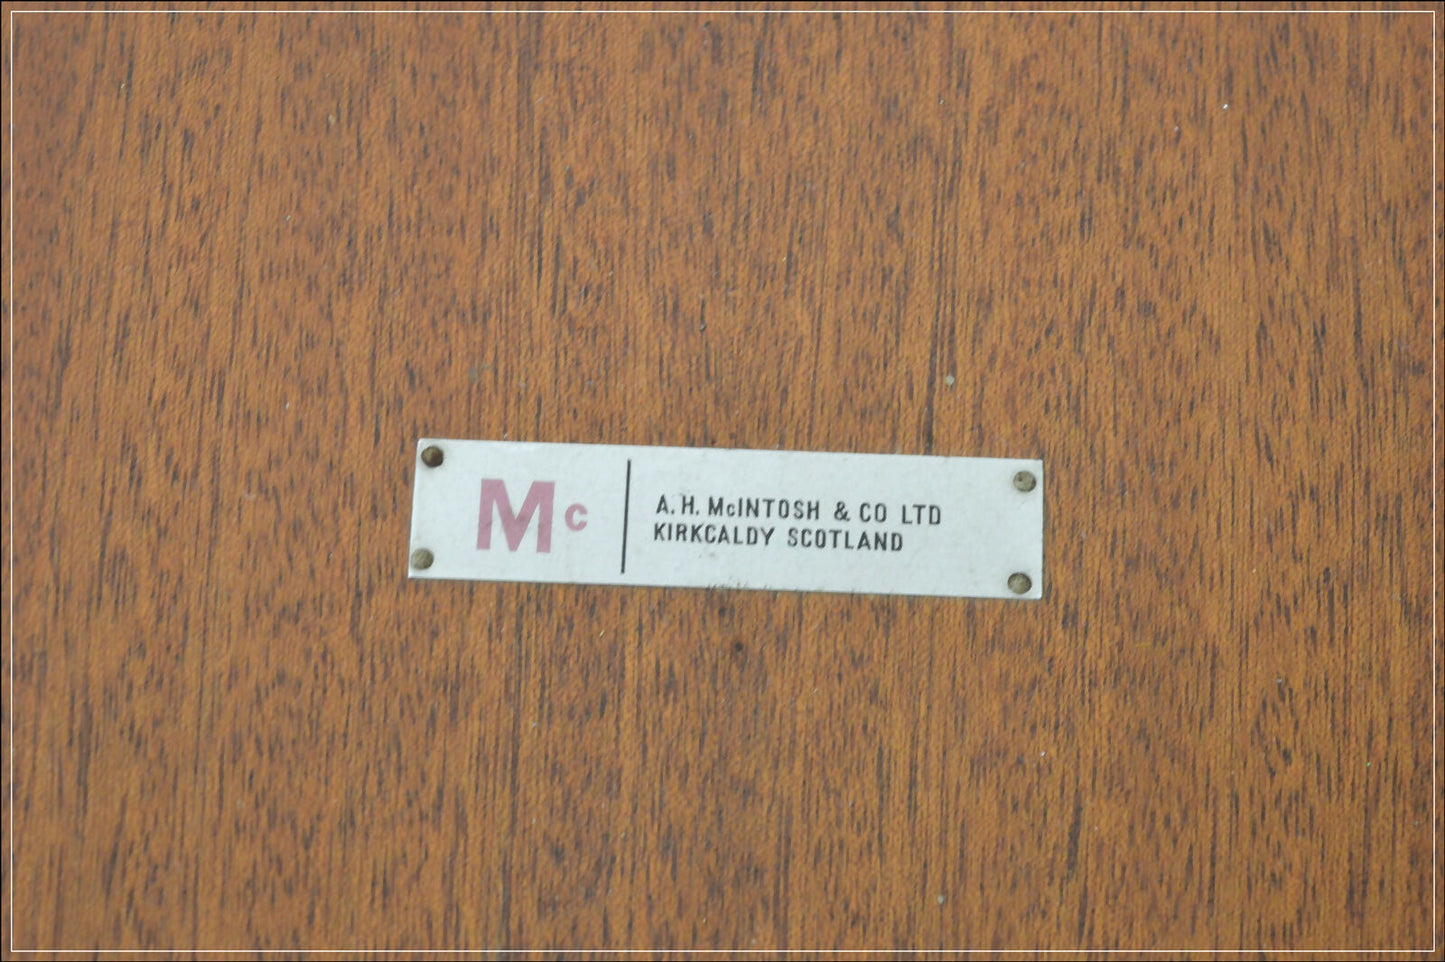 Mc
A. H. McINTOSH & CO LTD
KIRKCALDY SCOTLAND